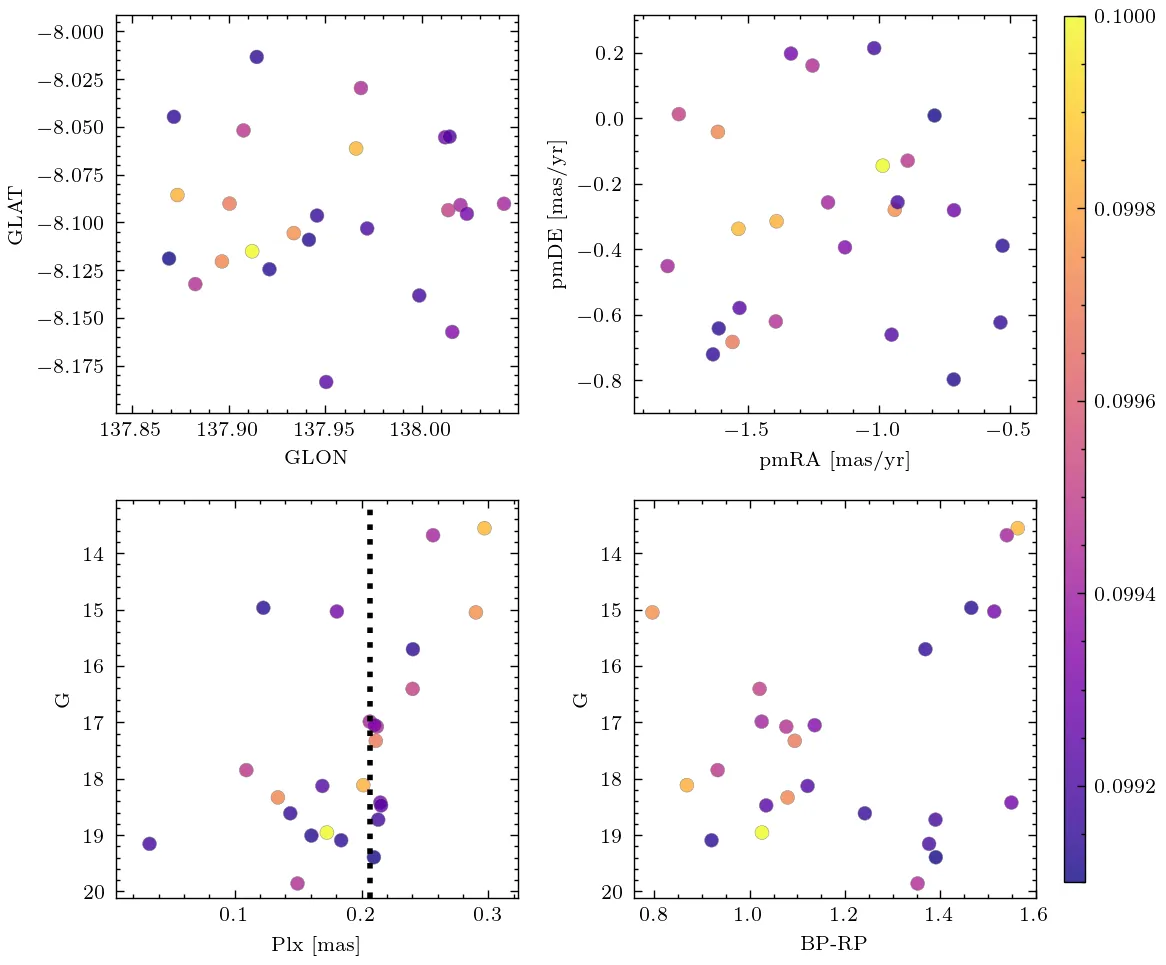 −8.000
−8.025
−8.050
−8.075
−8.100
−8.125
−8.150
−8.175
GLAT
137.85 137.90 137.95 138.00
GLON
0.2
0.0
−0.2
−0.4
−0.6
−0.8
pmDE [mas/yr]
−1.5 −1.0 −0.5
pmRA [mas/yr]
14
15
16
17
18
19
20
G
0.1 0.2 0.3
Plx [mas]
14
15
16
17
18
19
20
G
0.8 1.0 1.2 1.4 1.6
BP-RP
0.1000
0.0998
0.0996
0.0994
0.0992